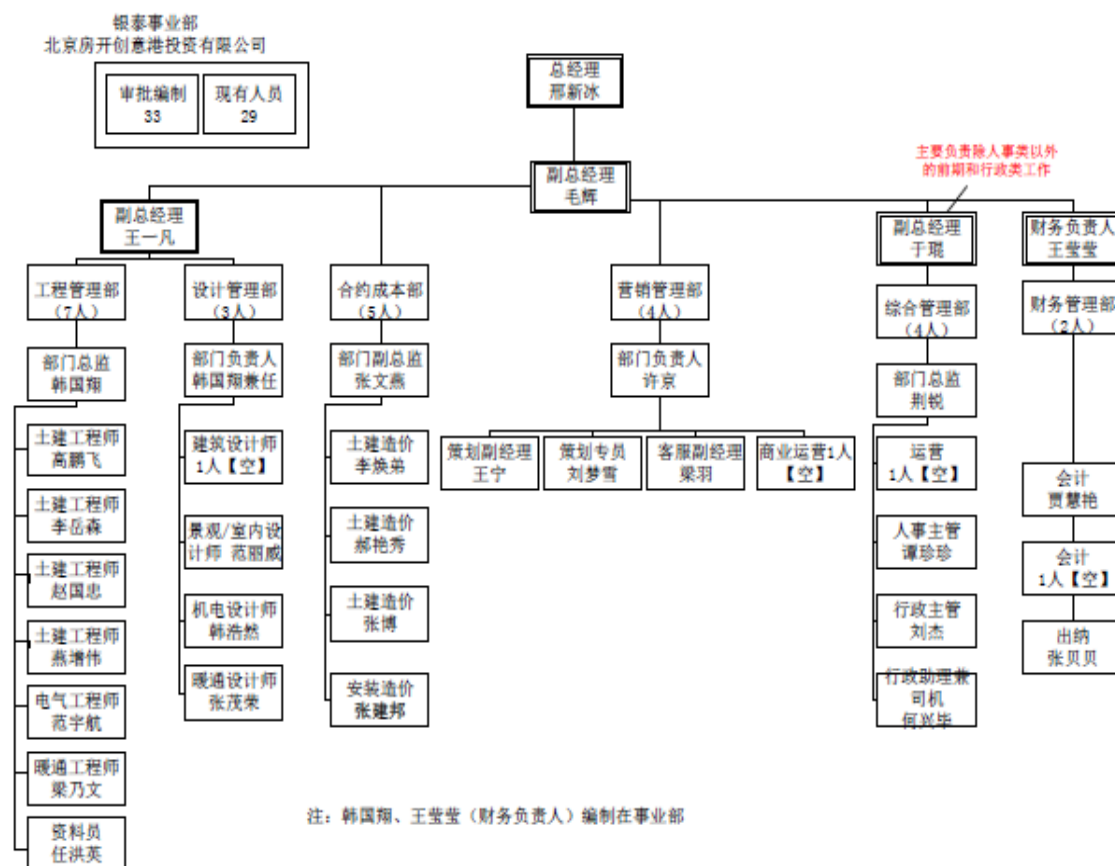 银泰事业部
北京房开创意港投资有限公司
审批编制
33
现有人员
29
总经理
邢新冰
主要负责除人事类以外
的前期和行政类工作
副总经理
毛辉
副总经理
王一凡
副总经理
于琨
财务负责人
王莹莹
工程管理部
（7人）
设计管理部
（3人）
合约成本部
（5人）
营销管理部
（4人）
综合管理部
（4人）
财务管理部
（2人）
部门总监
韩国翔
部门负责人
韩国翔兼任
部门副总监
张文燕
部门负责人
许京
部门总监
荆锐
土建工程师
高鹏飞
土建工程师
李岳森
土建工程师
赵国忠
土建工程师
燕增伟
电气工程师
范宇航
暖通工程师
梁乃文
资料员
任洪英
建筑设计师
1人【空】
景观/室内设
计师 范丽威
机电设计师
韩浩然
暖通设计师
张茂荣
土建造价
李焕弟
土建造价
郝艳秀
土建造价
张博
安装造价
张建邦
策划副经理
王宁
策划专员
刘梦雪
客服副经理
梁羽
商业运营1人
【空】
运营
1人【空】
人事主管
谭珍珍
行政主管
刘杰
行政助理兼
司机
何兴毕
会计
贾慧艳
会计
1人【空】
出纳
张贝贝
注：韩国翔、王莹莹（财务负责人）编制在事业部